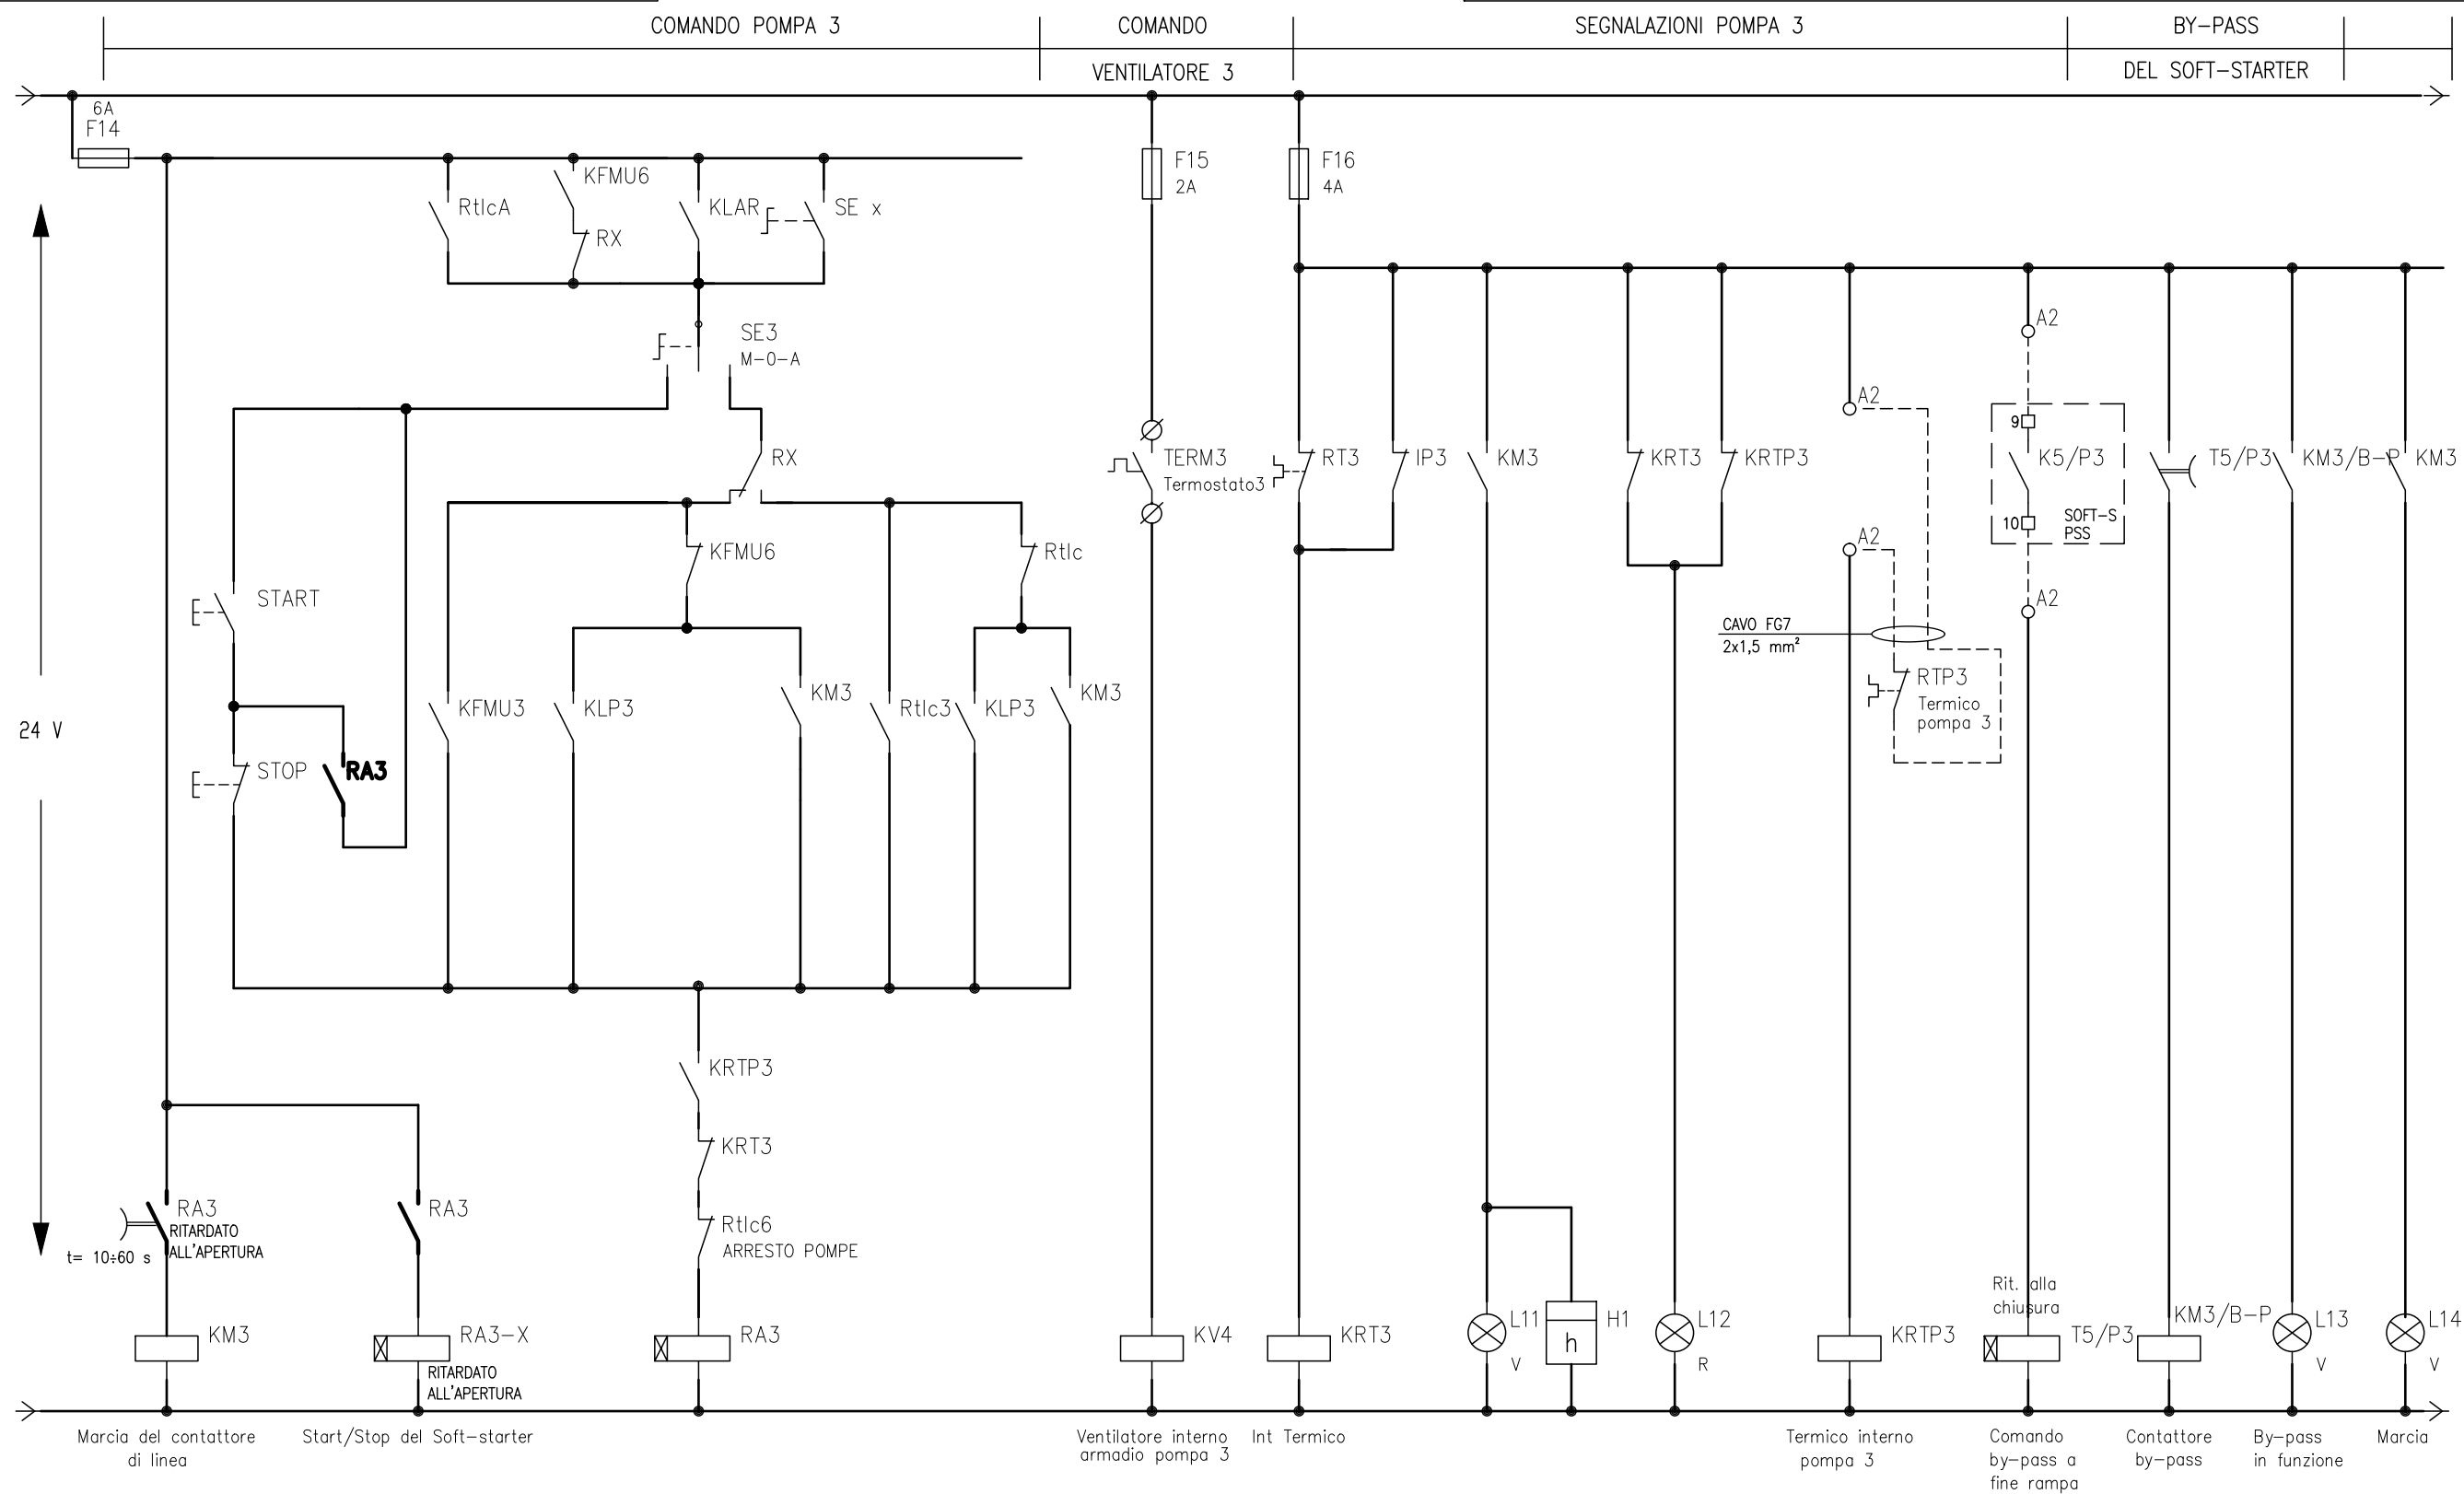 COMANDO POMPA 3
COMANDO
VENTILATORE 3
SEGNALAZIONI POMPA 3
BY-PASS
DEL SOFT-STARTER
6A
F14
F15
2A
F16
4A
RtlcA
KFMU6
RX
KLAR
SE x
SE3
M-0-A
A2
A2
RX
TERM3
Termostato3
RT3
IP3
KM3
KRT3
KRTP3
9
K5/P3
T5/P3
KM3/B-P
KM3
10
SOFT-S
PSS
KFMU6
Rtlc
A2
A2
START
CAVO FG7
2x1,5 mm²
RTP3
Termico
pompa 3
KFMU3
KLP3
KM3
Rtlc3
KLP3
KM3
24 V
STOP
RA3
KRTP3
KRT3
RA3
RITARDATO
ALL'APERTURA
t= 10÷60 s
RA3
Rtlc6
ARRESTO POMPE
Rit. alla
chiusura
KM3
RA3-X
RITARDATO
ALL'APERTURA
RA3
KV4
KRT3
L11
V
H1
h
L12
R
KRTP3
T5/P3
KM3/B-P
L13
V
L14
V
Marcia del contattore
di linea
Start/Stop del Soft-starter
Ventilatore interno
armadio pompa 3
Int Termico
Termico interno
pompa 3
Comando
by-pass a
fine rampa
Contattore
by-pass
By-pass
in funzione
Marcia